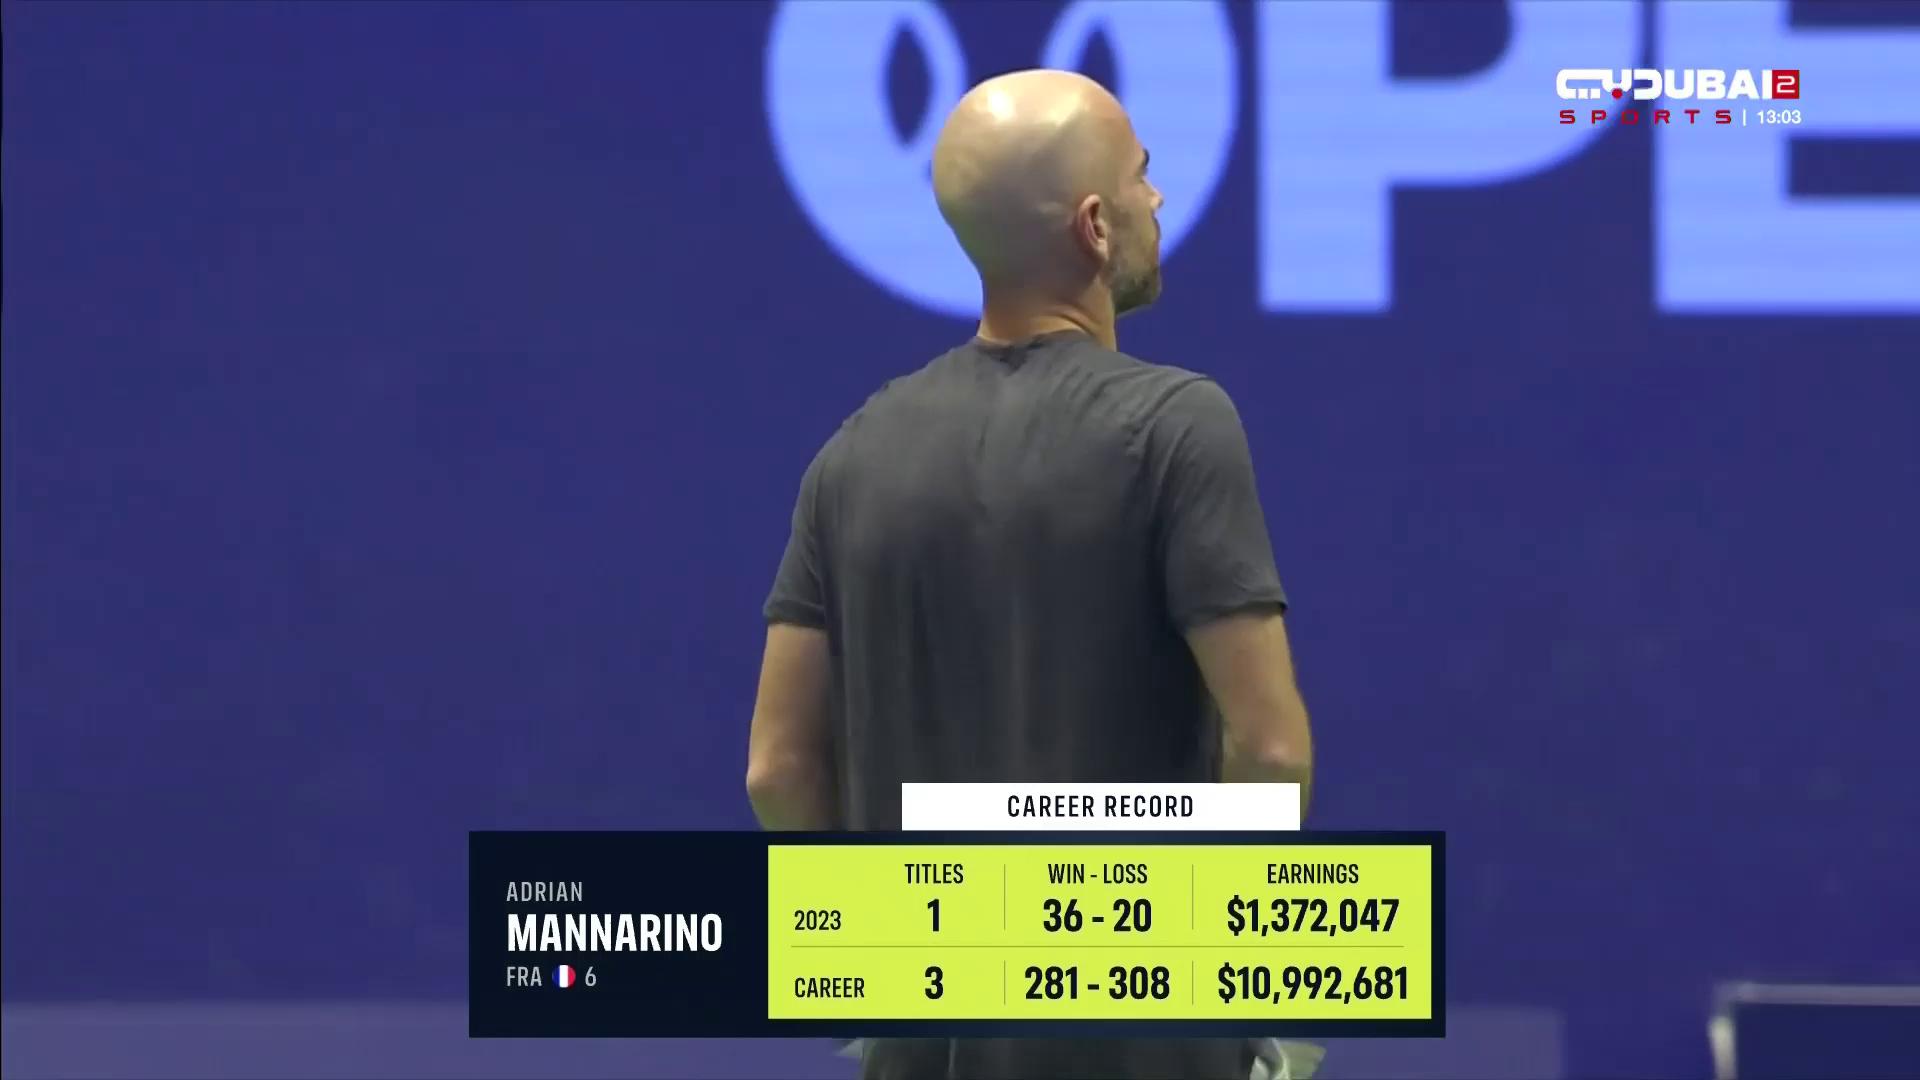 OPE
DUBAI 2
SPORTS | 13:03
CAREER RECORD
ADRIAN
MANNARINO
FRA 6
TITLES WIN - LOSS EARNINGS
2023 1 36 - 20 $1,372,047
CAREER 3 281 - 308 $10,992,681